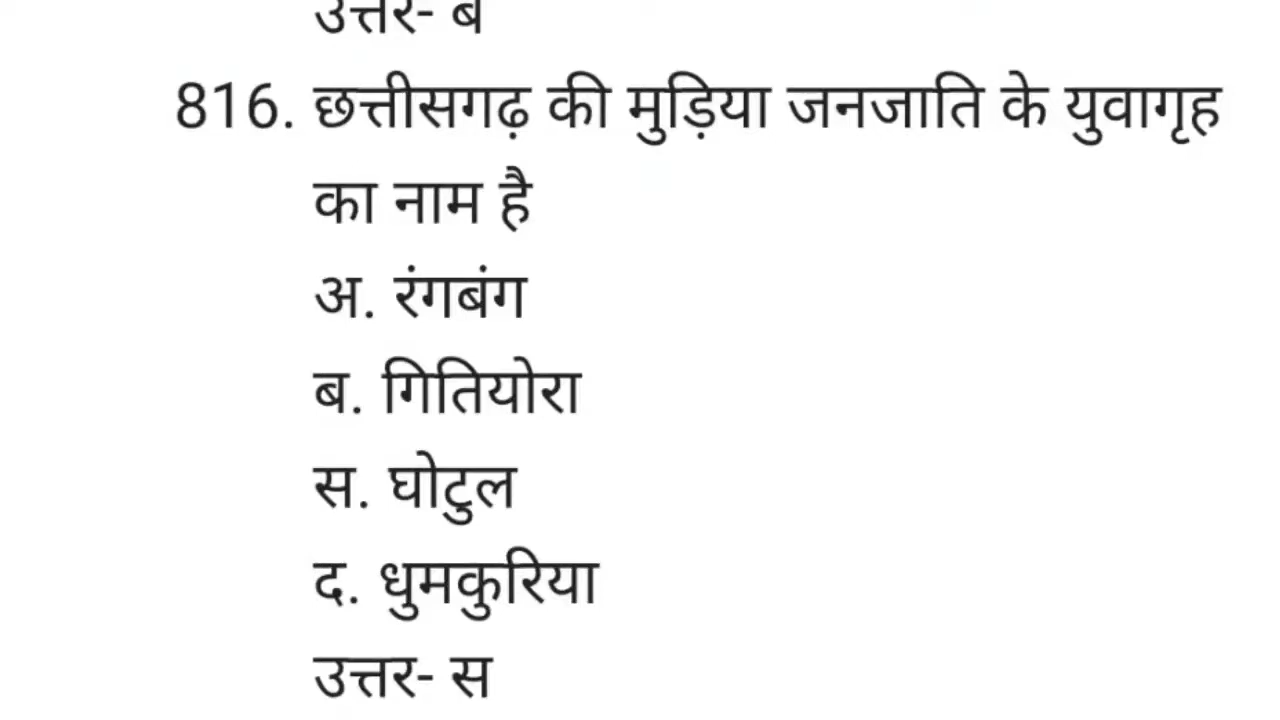 उत्तर- ब
816. छत्तीसगढ़ की मुड़िया जनजाति के युवागृह
का नाम है
अ. रंगबंग
ब. गितियोरा
स. घोटुल
द. धुमकुरिया
उत्तर- स